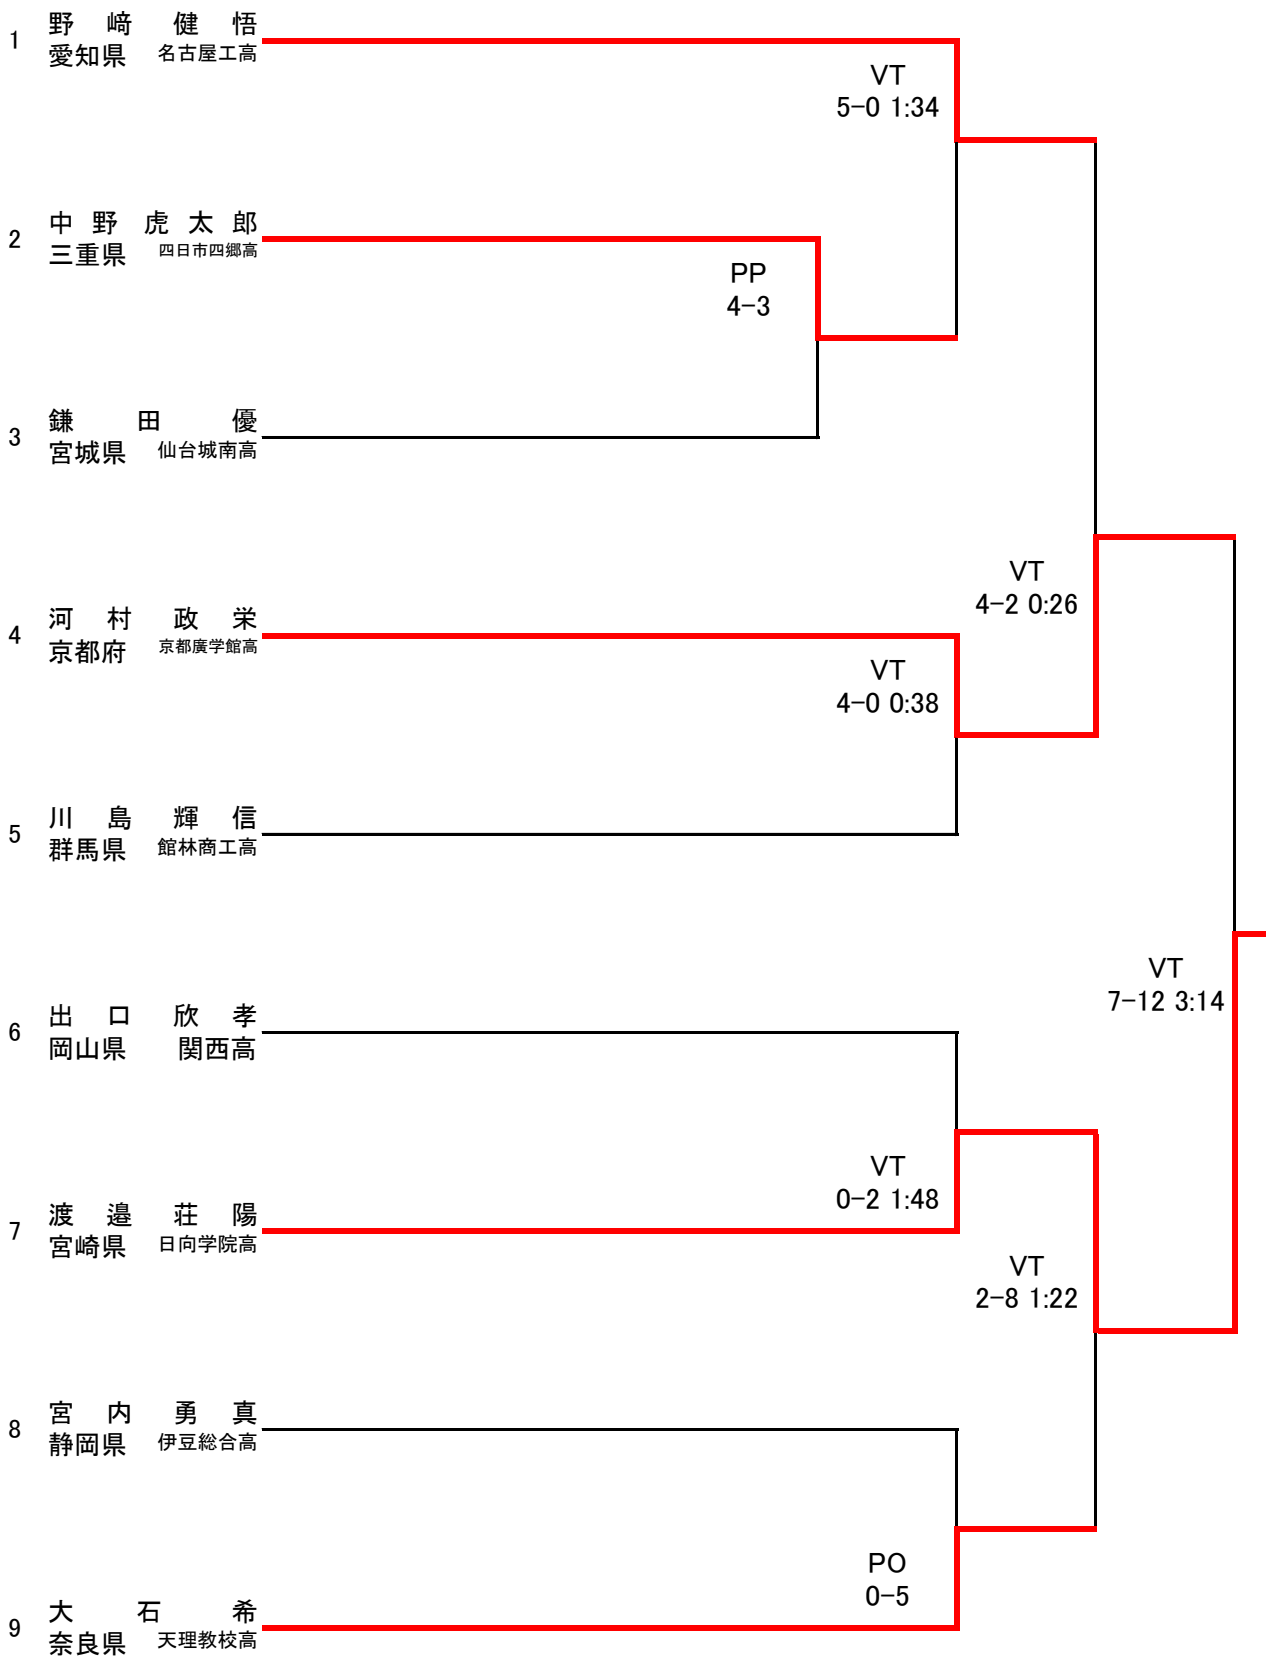 1 野﨑健悟
愛知県 名古屋工高
VT
5-0 1:34
2 中野虎太郎
三重県 四日市四郷高
PP
4-3
3 鎌田優
宮城県 仙台城南高
VT
4-2 0:26
4 河村政栄
京都府 京都廣学館高
VT
4-0 0:38
5 川島輝信
群馬県 館林商工高
VT
7-12 3:14
6 出口欣孝
岡山県 関西高
VT
0-2 1:48
7 渡邉荘陽
宮崎県 日向学院高
VT
2-8 1:22
8 宮内勇真
静岡県 伊豆総合高
PO
0-5
9 大石希
奈良県 天理教校高